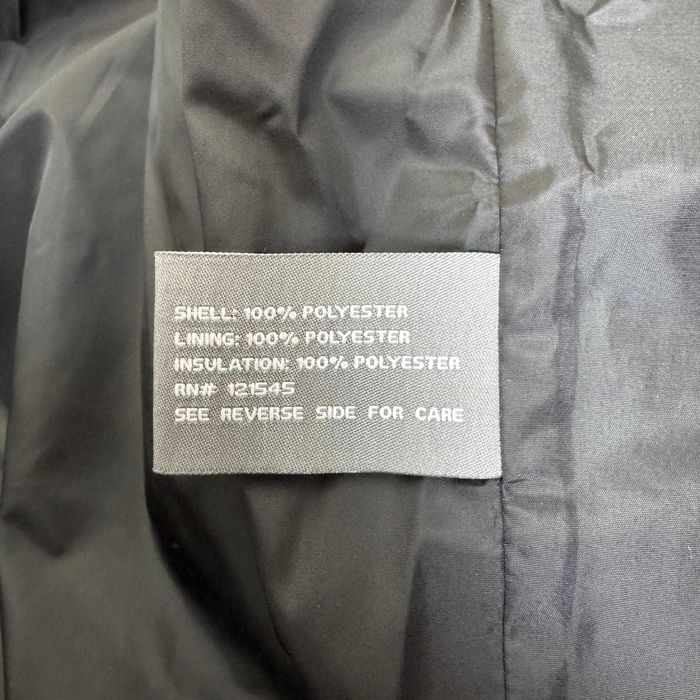 SHELL: 100% POLYESTER
LINING: 100% POLYESTER
INSULATION: 100% POLYESTER
RN# 121545
SEE REVERSE SIDE FOR CARE